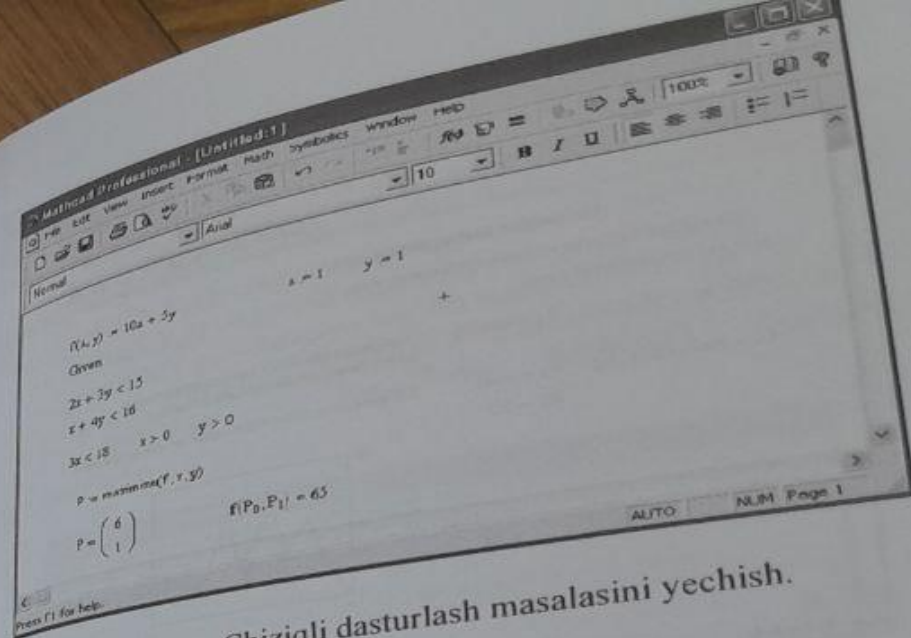 Mathcad Professional - [Untitled:1]
File Edit View Insert Format Math Symbolics Window Help
100%
Normal Arial 10 B I U
f(x,y) = 10x + 5y x = 1 y = 1
Given
2x + 3y < 15
x + 4y < 16
3x < 18 x > 0 y > 0
P = maximize(f,x,y)
P = (6 1) f(P0,P1) = 65
Press F1 for help. AUTO NUM Page 1
Chiziqli dasturlash masalasini yechish.